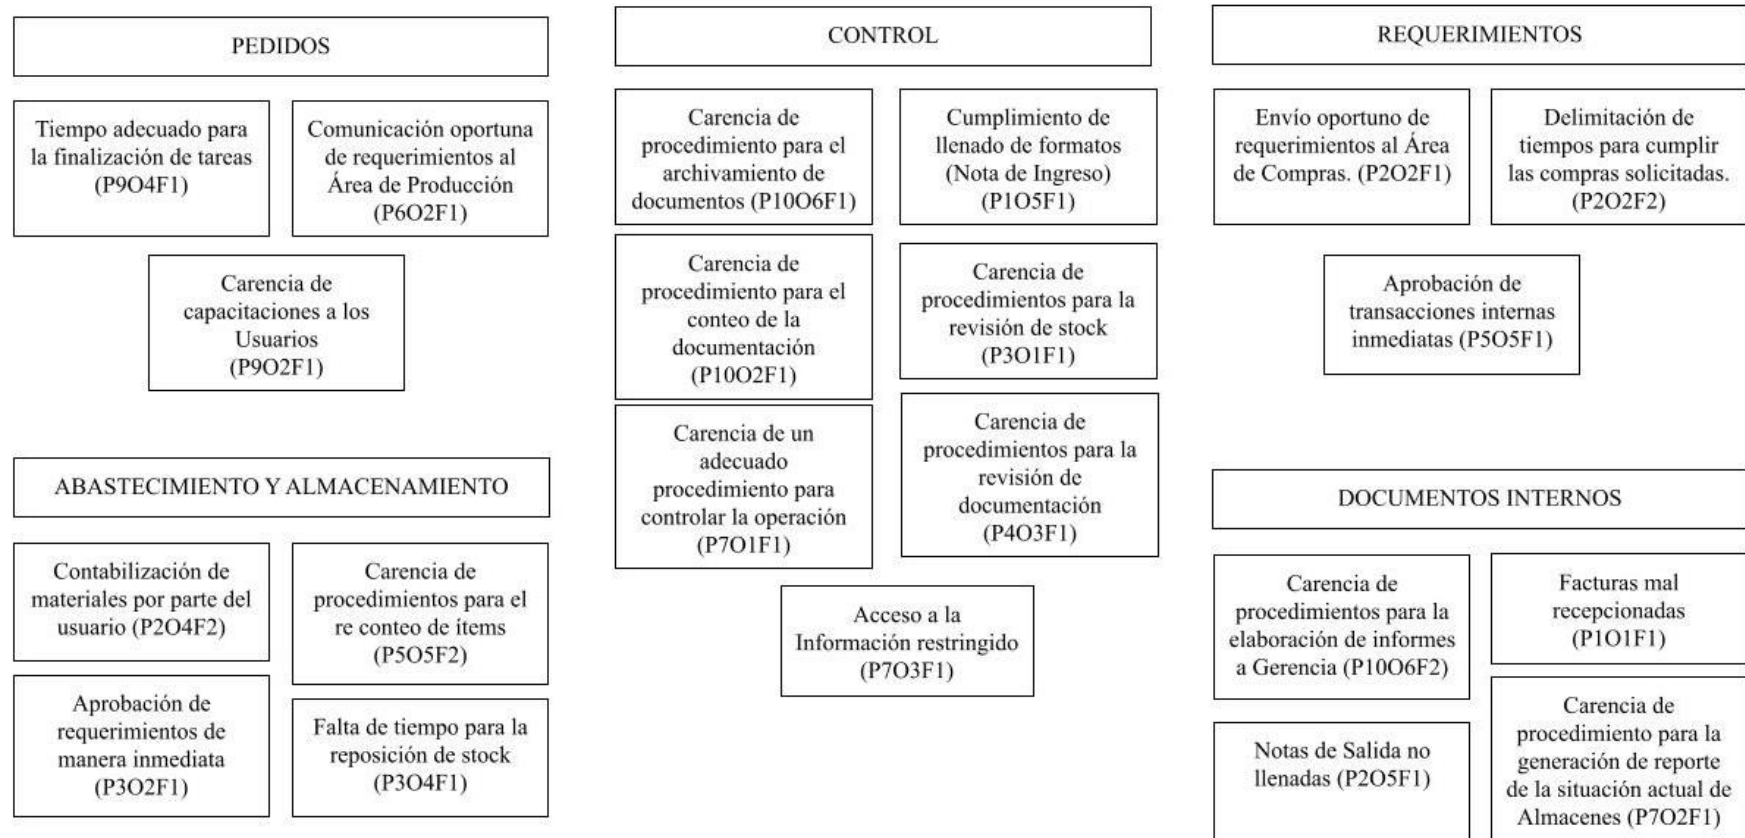 PEDIDOS
Tiempo adecuado para
la finalización de tareas
(P9O4F1)
Comunicación oportuna
de requerimientos al
Área de Producción
(P6O2F1)
Carencia de
capacitaciones a los
Usuarios
(P9O2F1)
ABASTECIMIENTO Y ALMACENAMIENTO
Contabilización de
materiales por parte del
usuario (P2O4F2)
Carencia de
procedimientos para el
re conteo de ítems
(P5O5F2)
Aprobación de
requerimientos de
manera inmediata
(P3O2F1)
Falta de tiempo para la
reposición de stock
(P3O4F1)
CONTROL
Carencia de
procedimiento para el
archivamiento de
documentos (P10O6F1)
Cumplimiento de
llenado de formatos
(Nota de Ingreso)
(P1O5F1)
Carencia de
procedimiento para el
conteo de la
documentación
(P10O2F1)
Carencia de
procedimientos para la
revisión de stock
(P3O1F1)
Carencia de un
adecuado
procedimiento para
controlar la operación
(P7O1F1)
Carencia de
procedimientos para la
revisión de
documentación
(P4O3F1)
Acceso a la
Información restringido
(P7O3F1)
REQUERIMIENTOS
Envío oportuno de
requerimientos al Área
de Compras. (P2O2F1)
Delimitación de
tiempos para cumplir
las compras solicitadas.
(P2O2F2)
Aprobación de
transacciones internas
inmediatas (P5O5F1)
DOCUMENTOS INTERNOS
Carencia de
procedimientos para la
elaboración de informes
a Gerencia (P10O6F2)
Facturas mal
recepcionadas
(P1O1F1)
Notas de Salida no
llenadas (P2O5F1)
Carencia de
procedimiento para la
generación de reporte
de la situación actual de
Almacenes (P7O2F1)